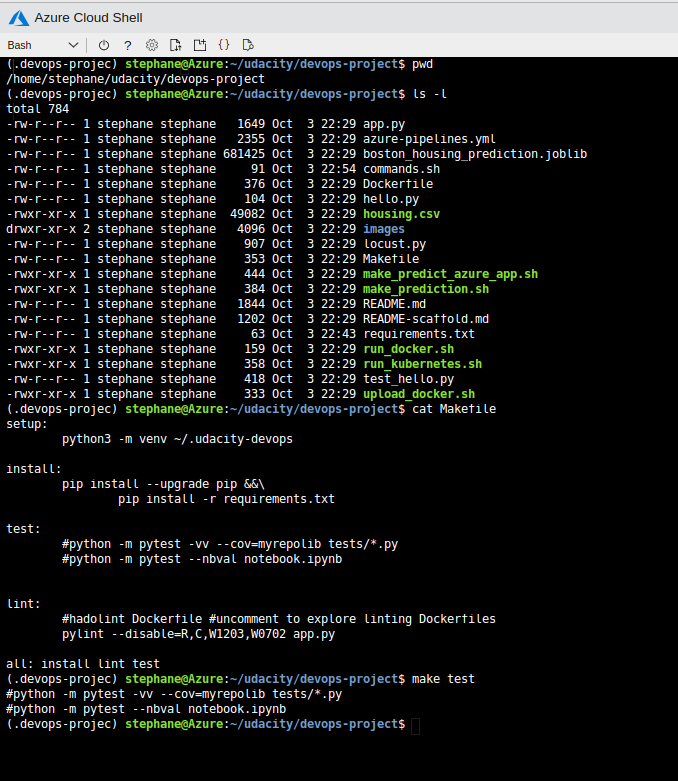 Azure Cloud Shell
Bash
?
{}
(.devops-projec) stephane@Azure:~/udacity/devops-project$ pwd
/home/stephane/udacity/devops-project
(.devops-projec) stephane@Azure:~/udacity/devops-project$ ls -l
total 784
-rw-r--r-- 1 stephane stephane   1649 Oct  3 22:29 app.py
-rw-r--r-- 1 stephane stephane   2355 Oct  3 22:29 azure-pipelines.yml
-rw-r--r-- 1 stephane stephane 681425 Oct  3 22:29 boston_housing_prediction.joblib
-rw-r--r-- 1 stephane stephane     91 Oct  3 22:54 commands.sh
-rw-r--r-- 1 stephane stephane    376 Oct  3 22:29 Dockerfile
-rw-r--r-- 1 stephane stephane    104 Oct  3 22:29 hello.py
-rwxr-xr-x 1 stephane stephane  49082 Oct  3 22:29 housing.csv
drwxr-xr-x 2 stephane stephane   4096 Oct  3 22:29 images
-rw-r--r-- 1 stephane stephane    907 Oct  3 22:29 locust.py
-rw-r--r-- 1 stephane stephane    353 Oct  3 22:29 Makefile
-rwxr-xr-x 1 stephane stephane    444 Oct  3 22:29 make_predict_azure_app.sh
-rwxr-xr-x 1 stephane stephane    384 Oct  3 22:29 make_prediction.sh
-rw-r--r-- 1 stephane stephane   1844 Oct  3 22:29 README.md
-rw-r--r-- 1 stephane stephane   1202 Oct  3 22:29 README-scaffold.md
-rw-r--r-- 1 stephane stephane     63 Oct  3 22:43 requirements.txt
-rwxr-xr-x 1 stephane stephane    159 Oct  3 22:29 run_docker.sh
-rwxr-xr-x 1 stephane stephane    358 Oct  3 22:29 run_kubernetes.sh
-rw-r--r-- 1 stephane stephane    418 Oct  3 22:29 test_hello.py
-rwxr-xr-x 1 stephane stephane    333 Oct  3 22:29 upload_docker.sh
(.devops-projec) stephane@Azure:~/udacity/devops-project$ cat Makefile
setup:
        python3 -m venv ~/.udacity-devops
install:
        pip install --upgrade pip &&\
                pip install -r requirements.txt
test:
        #python -m pytest -vv --cov=myrepolib tests/*.py
        #python -m pytest --nbval notebook.ipynb
lint:
        #hadolint Dockerfile #uncomment to explore linting Dockerfiles
        pylint --disable=R,C,W1203,W0702 app.py
all: install lint test
(.devops-projec) stephane@Azure:~/udacity/devops-project$ make test
#python -m pytest -vv --cov=myrepolib tests/*.py
#python -m pytest --nbval notebook.ipynb
(.devops-projec) stephane@Azure:~/udacity/devops-project$